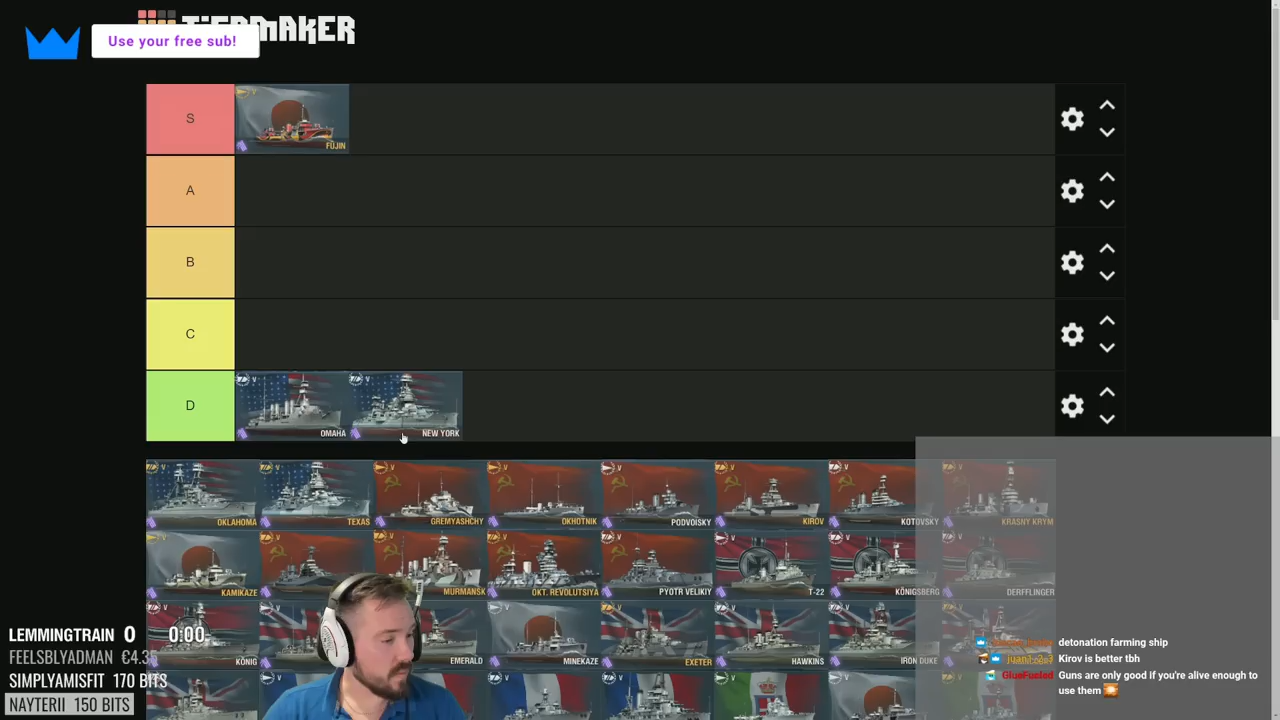 TiERMAKER
Use your free sub!
S
V
FŪJIN
A
B
C
D
V
OMAHA
V
NEW YORK
V
OKLAHOMA
V
TEXAS
V
GREMYASHCHY
V
OKHOTNIK
V
PODVOISKY
V
KIROV
V
KOTOVSKY
V
KRASNY KRYM
V
KAMIKAZE
V
V
MURMANSK
V
OKT. REVOLUTSIYA
V
PYOTR VELIKIY
V
T-22
V
KÖNIGSBERG
DERFFLINGER
KÖNIG
EMERALD
V
MINEKAZE
V
EXETER
V
HAWKINS
V
IRON DUKE
LEMMINGTRAIN 0 0:00
FEELSBLYADMAN
SIMPLYAMISFIT 170 BITS
NAYTERII 150 BITS
detonation farming ship
Kirov is better tbh
GlueFueled Guns are only good if you're alive enough to
use them